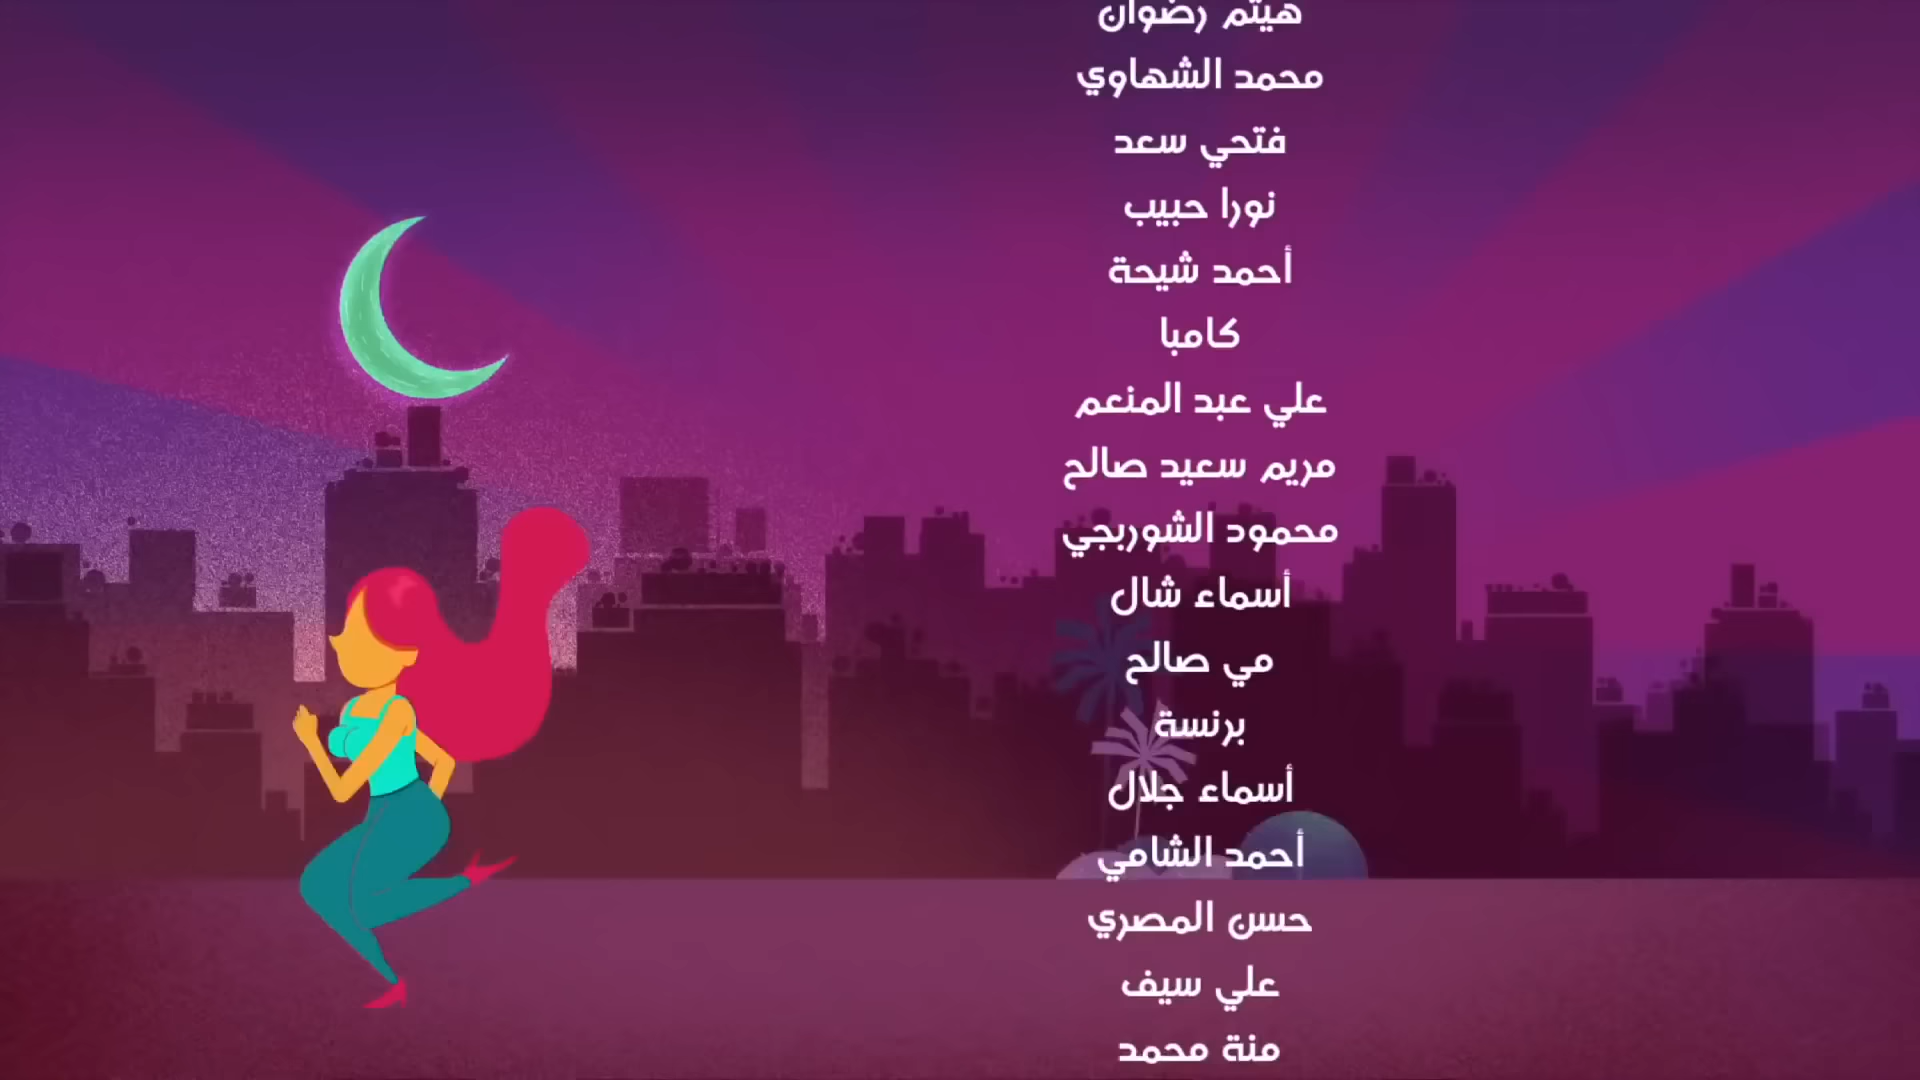 هيثم رضوان
محمد الشهاوي
فتحي سعد
نورا حبيب
أحمد شيحة
كامبا
علي عبد المنعم
مريم سعيد صالح
محمود الشوربجي
أسماء شال
مي صالح
برنسة
أسماء جلال
أحمد الشامي
حسن المصري
علي سيف
منة محمد